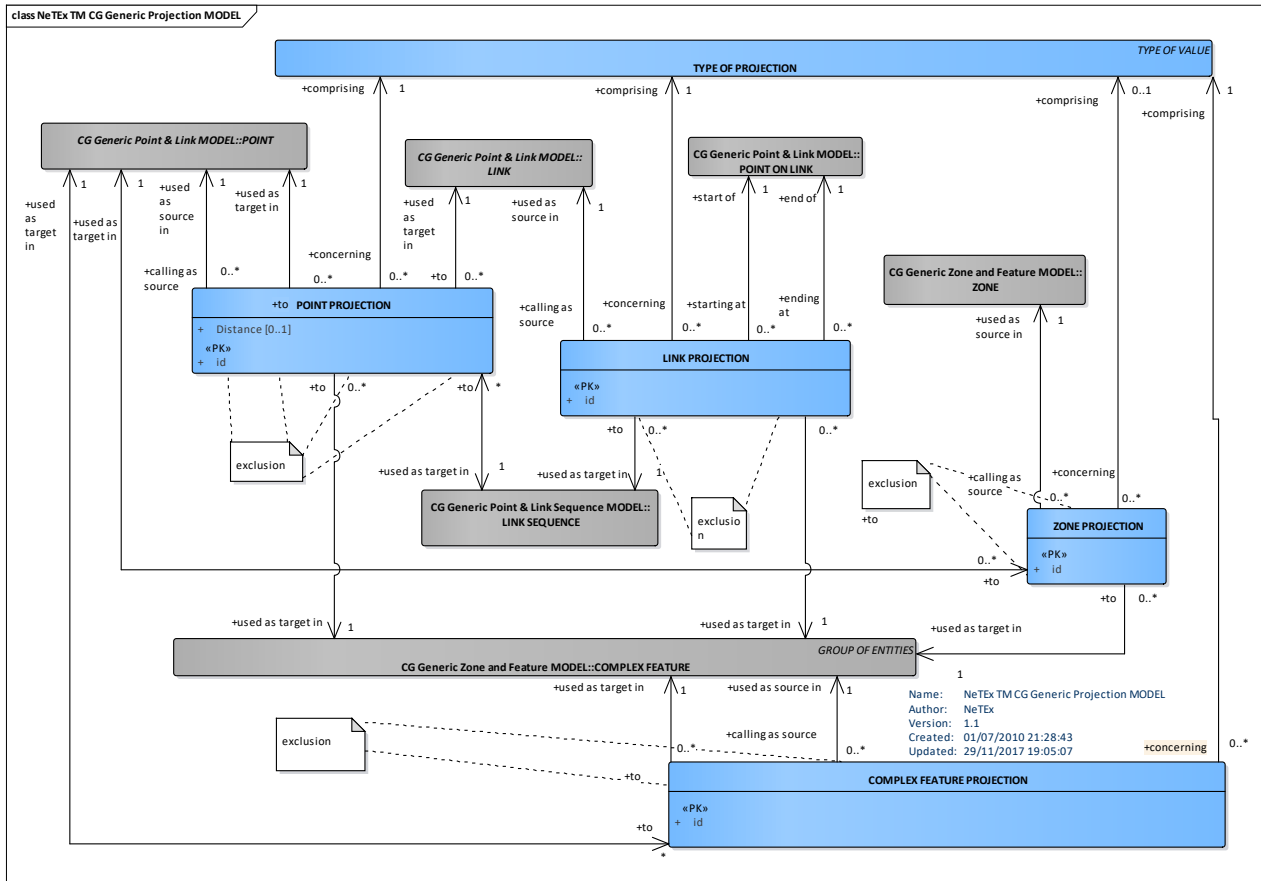 class NeTEx TM CG Generic Projection MODEL
TYPE OF VALUE
TYPE OF PROJECTION
+comprising 1
+comprising 1
+comprising 0..1
+comprising 1
CG Generic Point & Link MODEL::POINT
CG Generic Point & Link MODEL::
LINK
CG Generic Point & Link MODEL::
POINT ON LINK
+used
as
target
in
1
+used as
target in
1
+used
as
source
in
1
+used as
target in
1
+used
as
target
in
1
+used as
source in
1
+start of
1
+end of
1
+calling as
source
0..*
0..*
+concerning
0..*
+to
0..*
CG Generic Zone and Feature MODEL::
ZONE
+used as
source in
1
+to
POINT PROJECTION
+ Distance [0..1]
«PK»
+ id
+calling as
source
0..*
+concerning
0..*
+starting at
0..*
+ending
at
0..*
LINK PROJECTION
«PK»
+ id
+to
0..*
+to
*
+to
0..*
0..*
exclusion
+used as target in
1
+used as target in
1
CG Generic Point & Link Sequence MODEL::
LINK SEQUENCE
exclusio
n
exclusion
+to
+calling as
source
0..*
+concerning
0..*
ZONE PROJECTION
«PK»
+ id
0..*
+to
+to
0..*
+used as target in
1
+used as target in
1
+used as target in
1
GROUP OF ENTITIES
CG Generic Zone and Feature MODEL::COMPLEX FEATURE
+used as target in
1
+used as source in
1
Name: NeTEx TM CG Generic Projection MODEL
Author: NeTEx
Version: 1.1
Created: 01/07/2010 21:28:43
Updated: 29/11/2017 19:05:07
exclusion
+calling as source
0..*
0..*
+concerning
0..*
+to
COMPLEX FEATURE PROJECTION
«PK»
+ id
+to
*